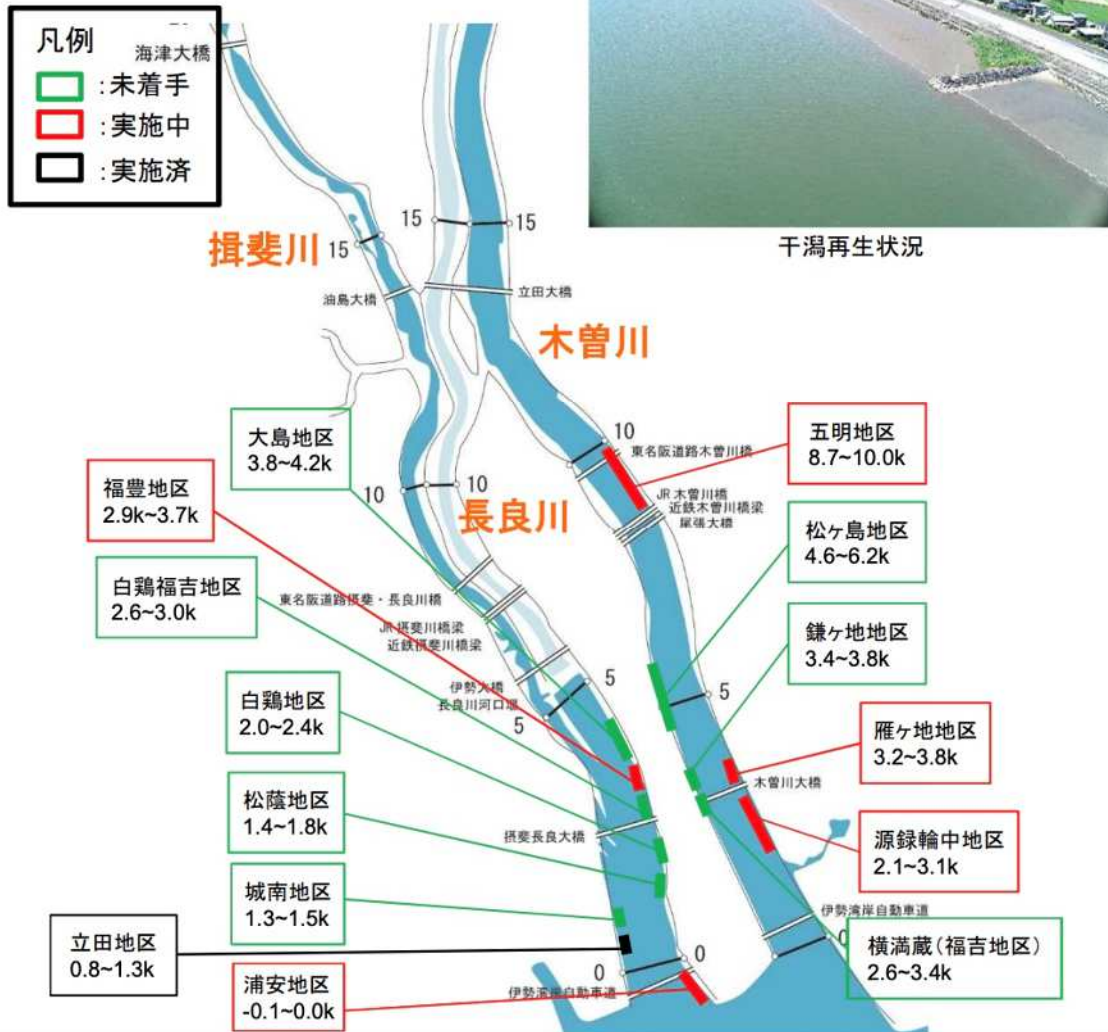 凡例
:未着手
:実施中
:実施済
海津大橋
干潟再生状況
15
15
15
揖斐川
油島大橋
立田大橋
木曽川
大島地区
3.8~4.2k
福豊地区
2.9k~3.7k
白鶏福吉地区
2.6~3.0k
白鶏地区
2.0~2.4k
松蔭地区
1.4~1.8k
城南地区
1.3~1.5k
立田地区
0.8~1.3k
浦安地区
-0.1~0.0k
10
10
長良川
東名阪道路摂斐・長良川橋
JR摂斐川橋梁
近鉄摂斐川橋梁
伊勢大橋
長良川河口堰
5
5
摂斐長良大橋
0
0
伊勢湾岸自動車道
10
東名阪道路木曽川橋
JR木曽川橋
近鉄木曽川橋梁
尾張大橋
5
木曽川大橋
伊勢湾岸自動車道
0
五明地区
8.7~10.0k
松ヶ島地区
4.6~6.2k
鎌ヶ地地区
3.4~3.8k
雁ヶ地地区
3.2~3.8k
源録輪中地区
2.1~3.1k
横満蔵(福吉地区)
2.6~3.4k